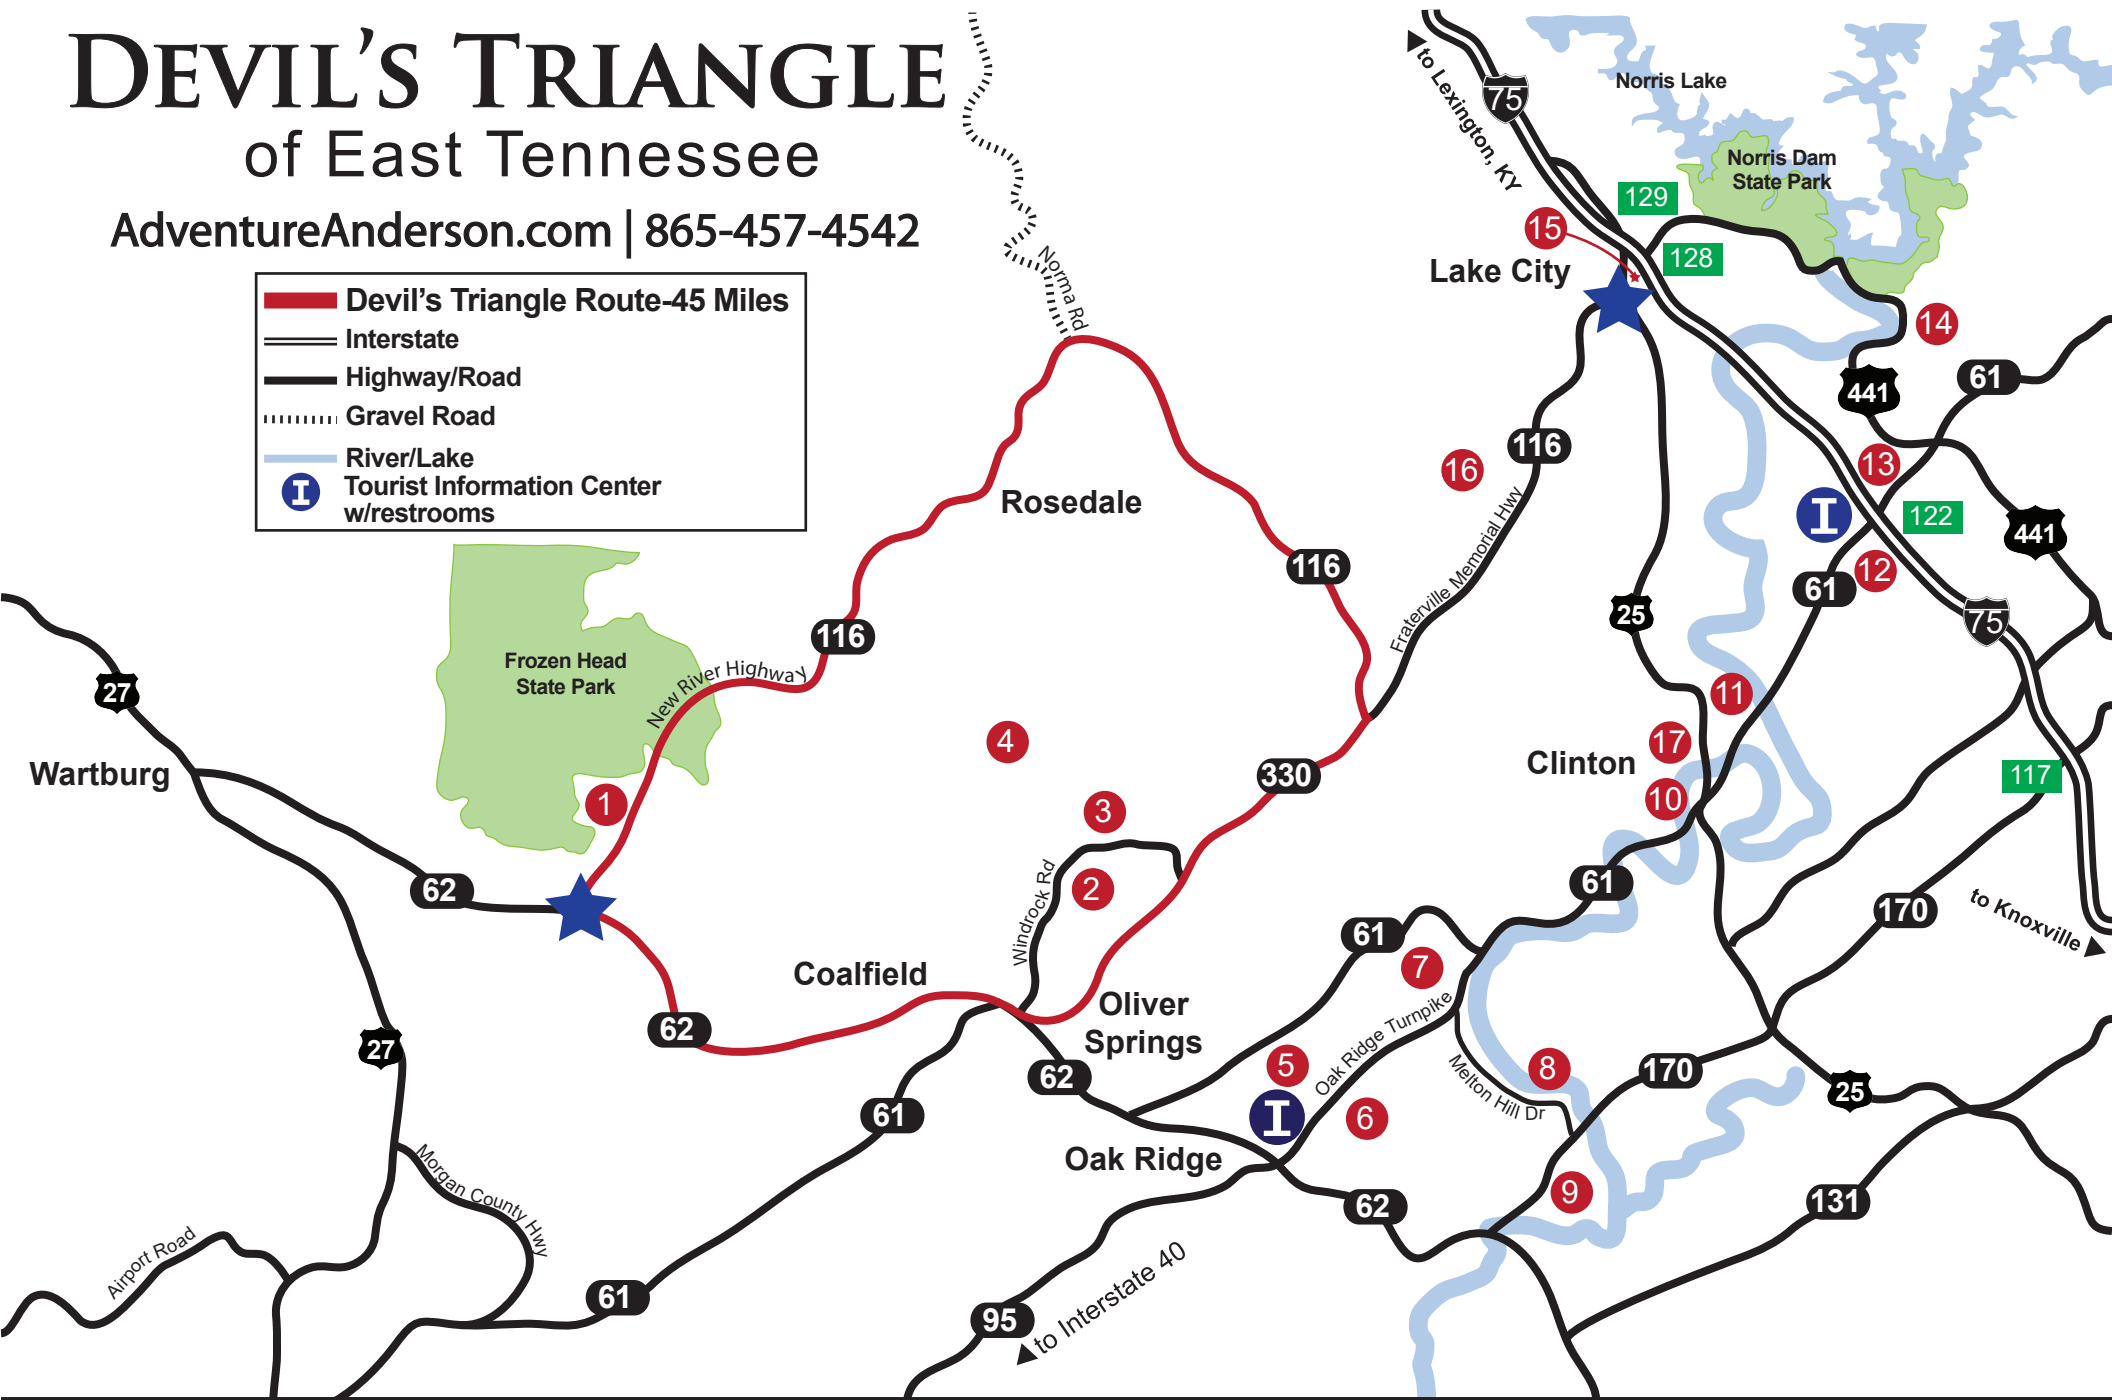 DEVIL'S TRIANGLE
of East Tennessee
AdventureAnderson.com | 865-457-4542
Devil's Triangle Route-45 Miles
Interstate
Highway/Road
Gravel Road
River/Lake
I
Tourist Information Center
w/restrooms
to Lexington, KY
75
Norris Lake
Norris Dam
State Park
129
15
128
Lake City
Norma Rd
14
61
441
116
16
13
Rosedale
I
122
441
116
Fraterville Memorial Hwy
12
61
25
75
116
Frozen Head
State Park
New River Highway
27
11
4
17
Clinton
Wartburg
330
117
1
3
10
62
2
61
Windrock Rd
170
to Knoxville
61
7
Coalfield
Oliver
Springs
62
Oak Ridge Turnpike
27
5
8
170
62
Melton Hill Dr
25
61
I
6
Oak Ridge
Morgan County Hwy
9
62
131
Airport Road
61
95
to Interstate 40